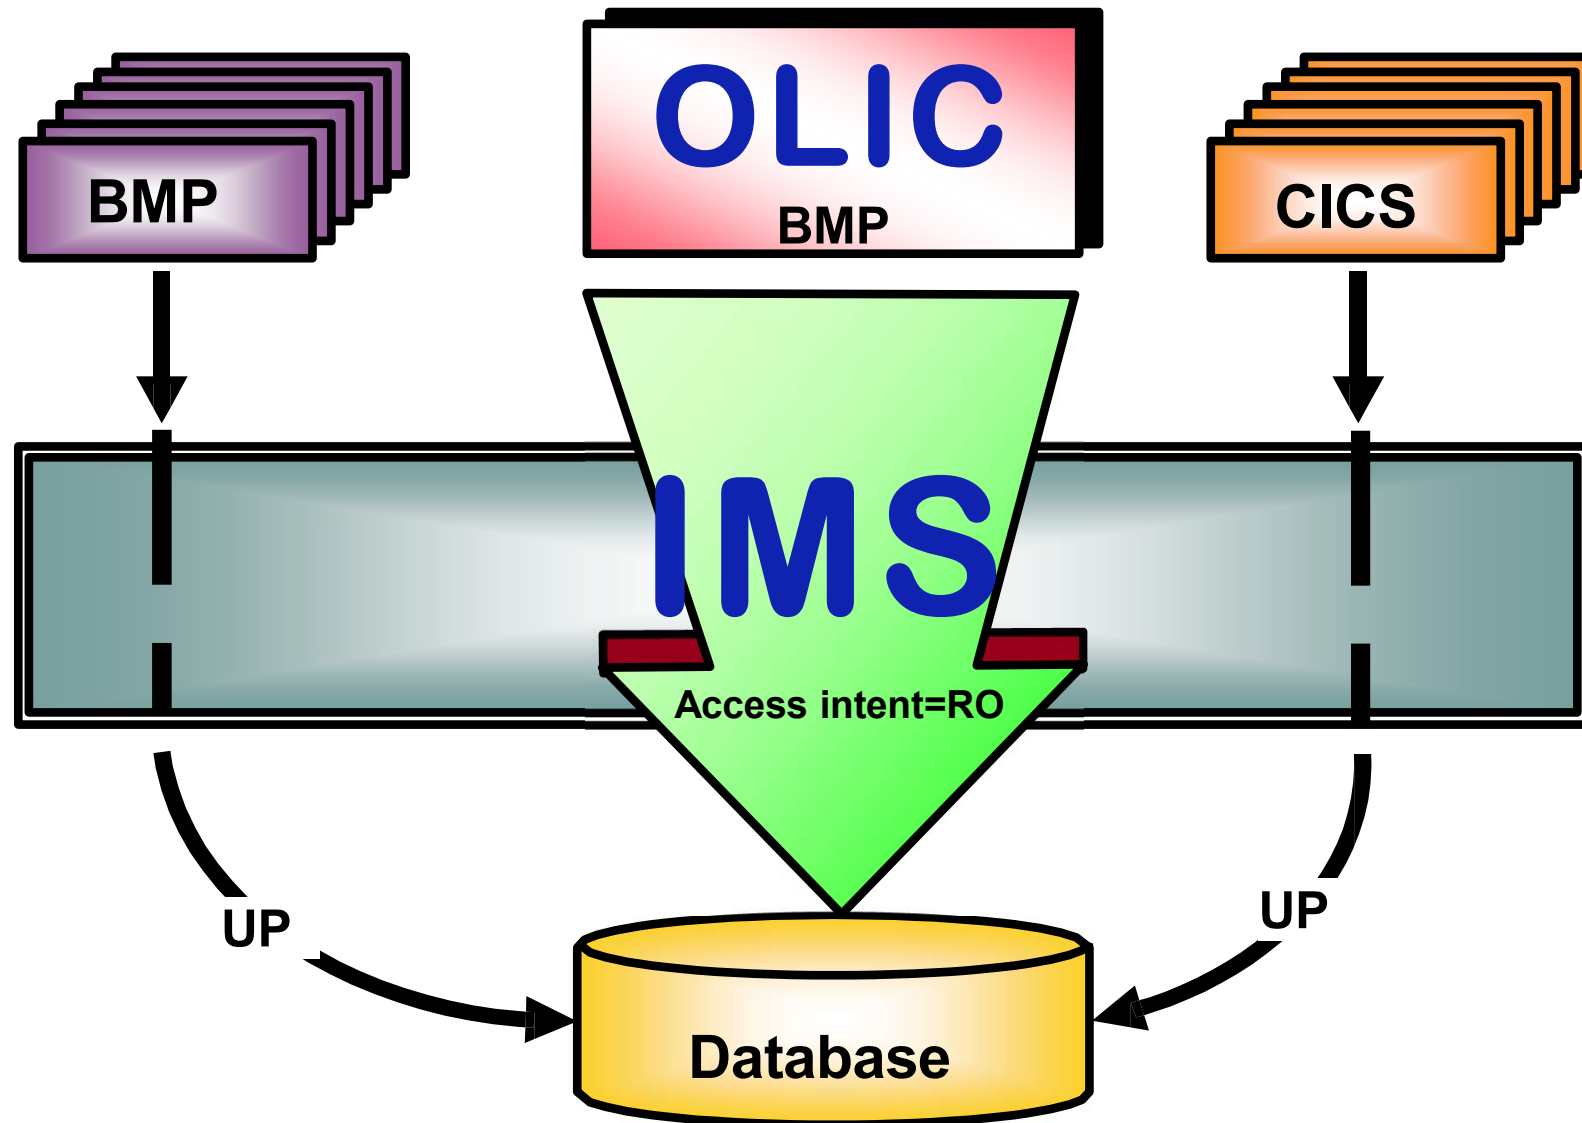 BMP
OLIC
BMP
CICS
IMS
Access intent=RO
UP
UP
Database